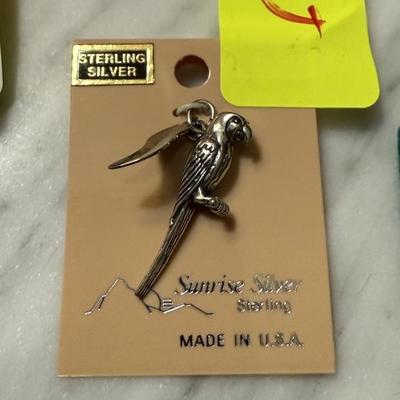 STERLING
SILVER
Sunrise Silver
Sterling
MADE IN U.S.A.